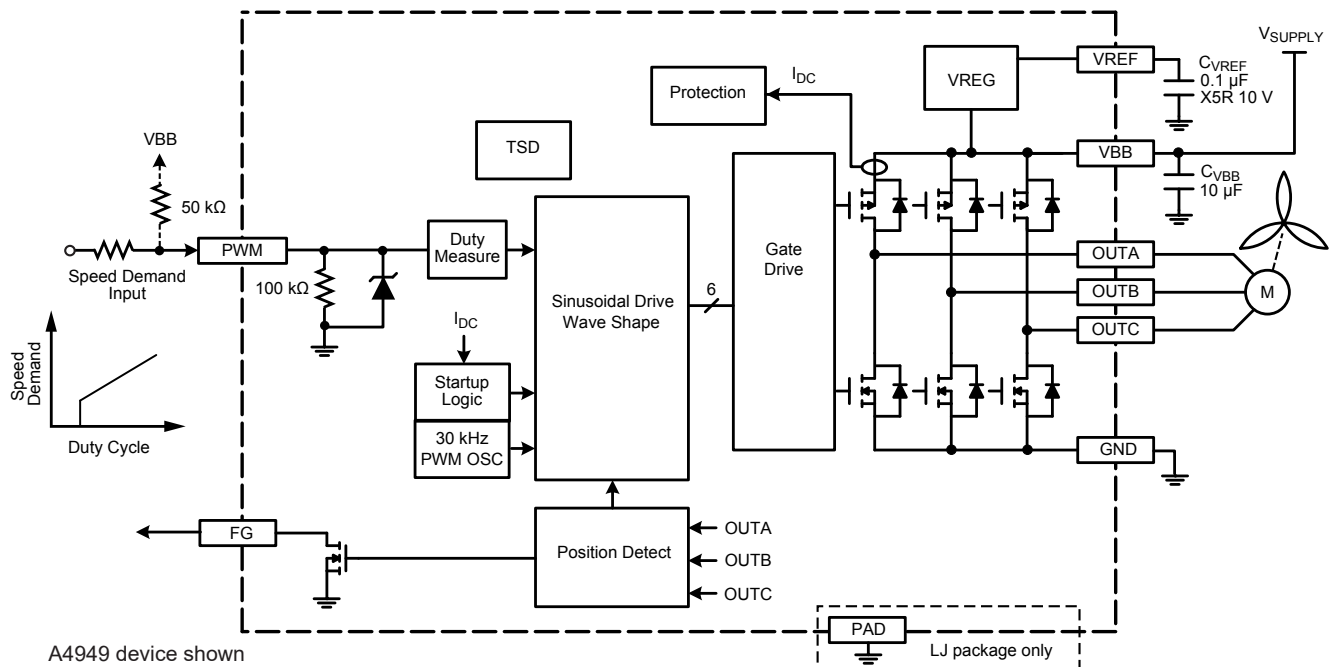 V_SUPPLY
VREF
C_VREF
0.1 µF
X5R 10 V
VREG
I_DC
Protection
TSD
VBB
50 kΩ
VBB
C_VBB
10 µF
PWM
Speed Demand
Input
100 kΩ
Duty
Measure
Sinusoidal Drive
Wave Shape
6
Gate
Drive
OUTA
OUTB
OUTC
M
I_DC
Startup
Logic
30 kHz
PWM OSC
Speed
Demand
Duty Cycle
GND
FG
Position Detect
OUTA
OUTB
OUTC
PAD
LJ package only
A4949 device shown